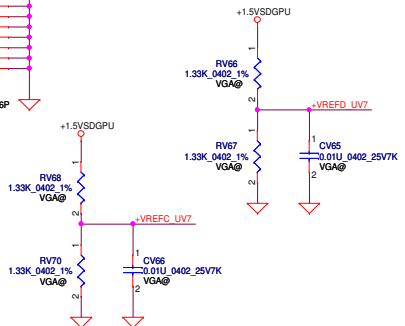 +1.5VSDGPU
1
RV66
1.33K_0402_1%
VGA@
2
+VREFD_UV7
1
RV67
1.33K_0402_1%
VGA@
2
1
CV65
0.01U_0402_25V7K
VGA@
2
6P
+1.5VSDGPU
1
RV68
1.33K_0402_1%
VGA@
2
+VREFC_UV7
1
RV70
1.33K_0402_1%
VGA@
2
1
CV66
0.01U_0402_25V7K
VGA@
2